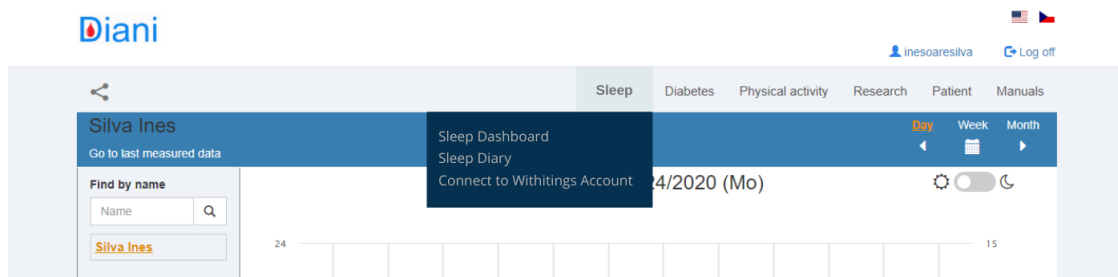 Diani
inesoaresilva Log off
Sleep Diabetes Physical activity Research Patient Manuals
Silva Ines
Go to last measured data
Sleep Dashboard
Sleep Diary
Connect to Withitings Account
Day Week Month
24/2020 (Mo)
Find by name
Name
Silva Ines
24
15